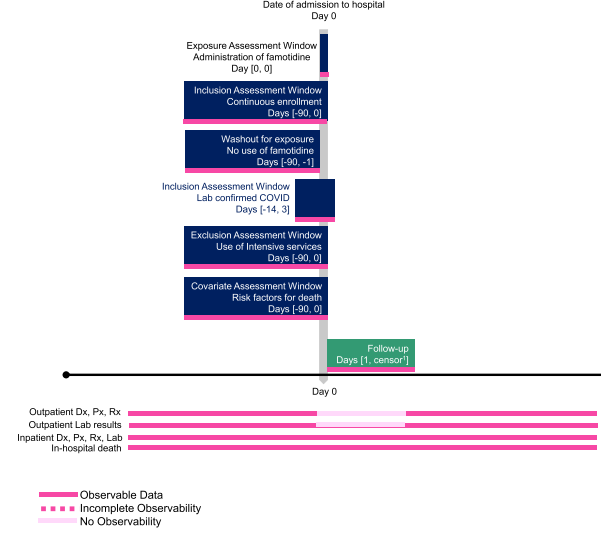 Date of admission to hospital
Day 0
Exposure Assessment Window
Administration of famotidine
Day [0, 0]
Inclusion Assessment Window
Continuous enrollment
Days [-90, 0]
Washout for exposure
No use of famotidine
Days [-90, -1]
Inclusion Assessment Window
Lab confirmed COVID
Days [-14, 3]
Exclusion Assessment Window
Use of Intensive services
Days [-90, 0]
Covariate Assessment Window
Risk factors for death
Days [-90, 0]
Follow-up
Days [1, censor¹]
Day 0
Outpatient Dx, Px, Rx
Outpatient Lab results
Inpatient Dx, Px, Rx, Lab
In-hospital death
Observable Data
Incomplete Observability
No Observability